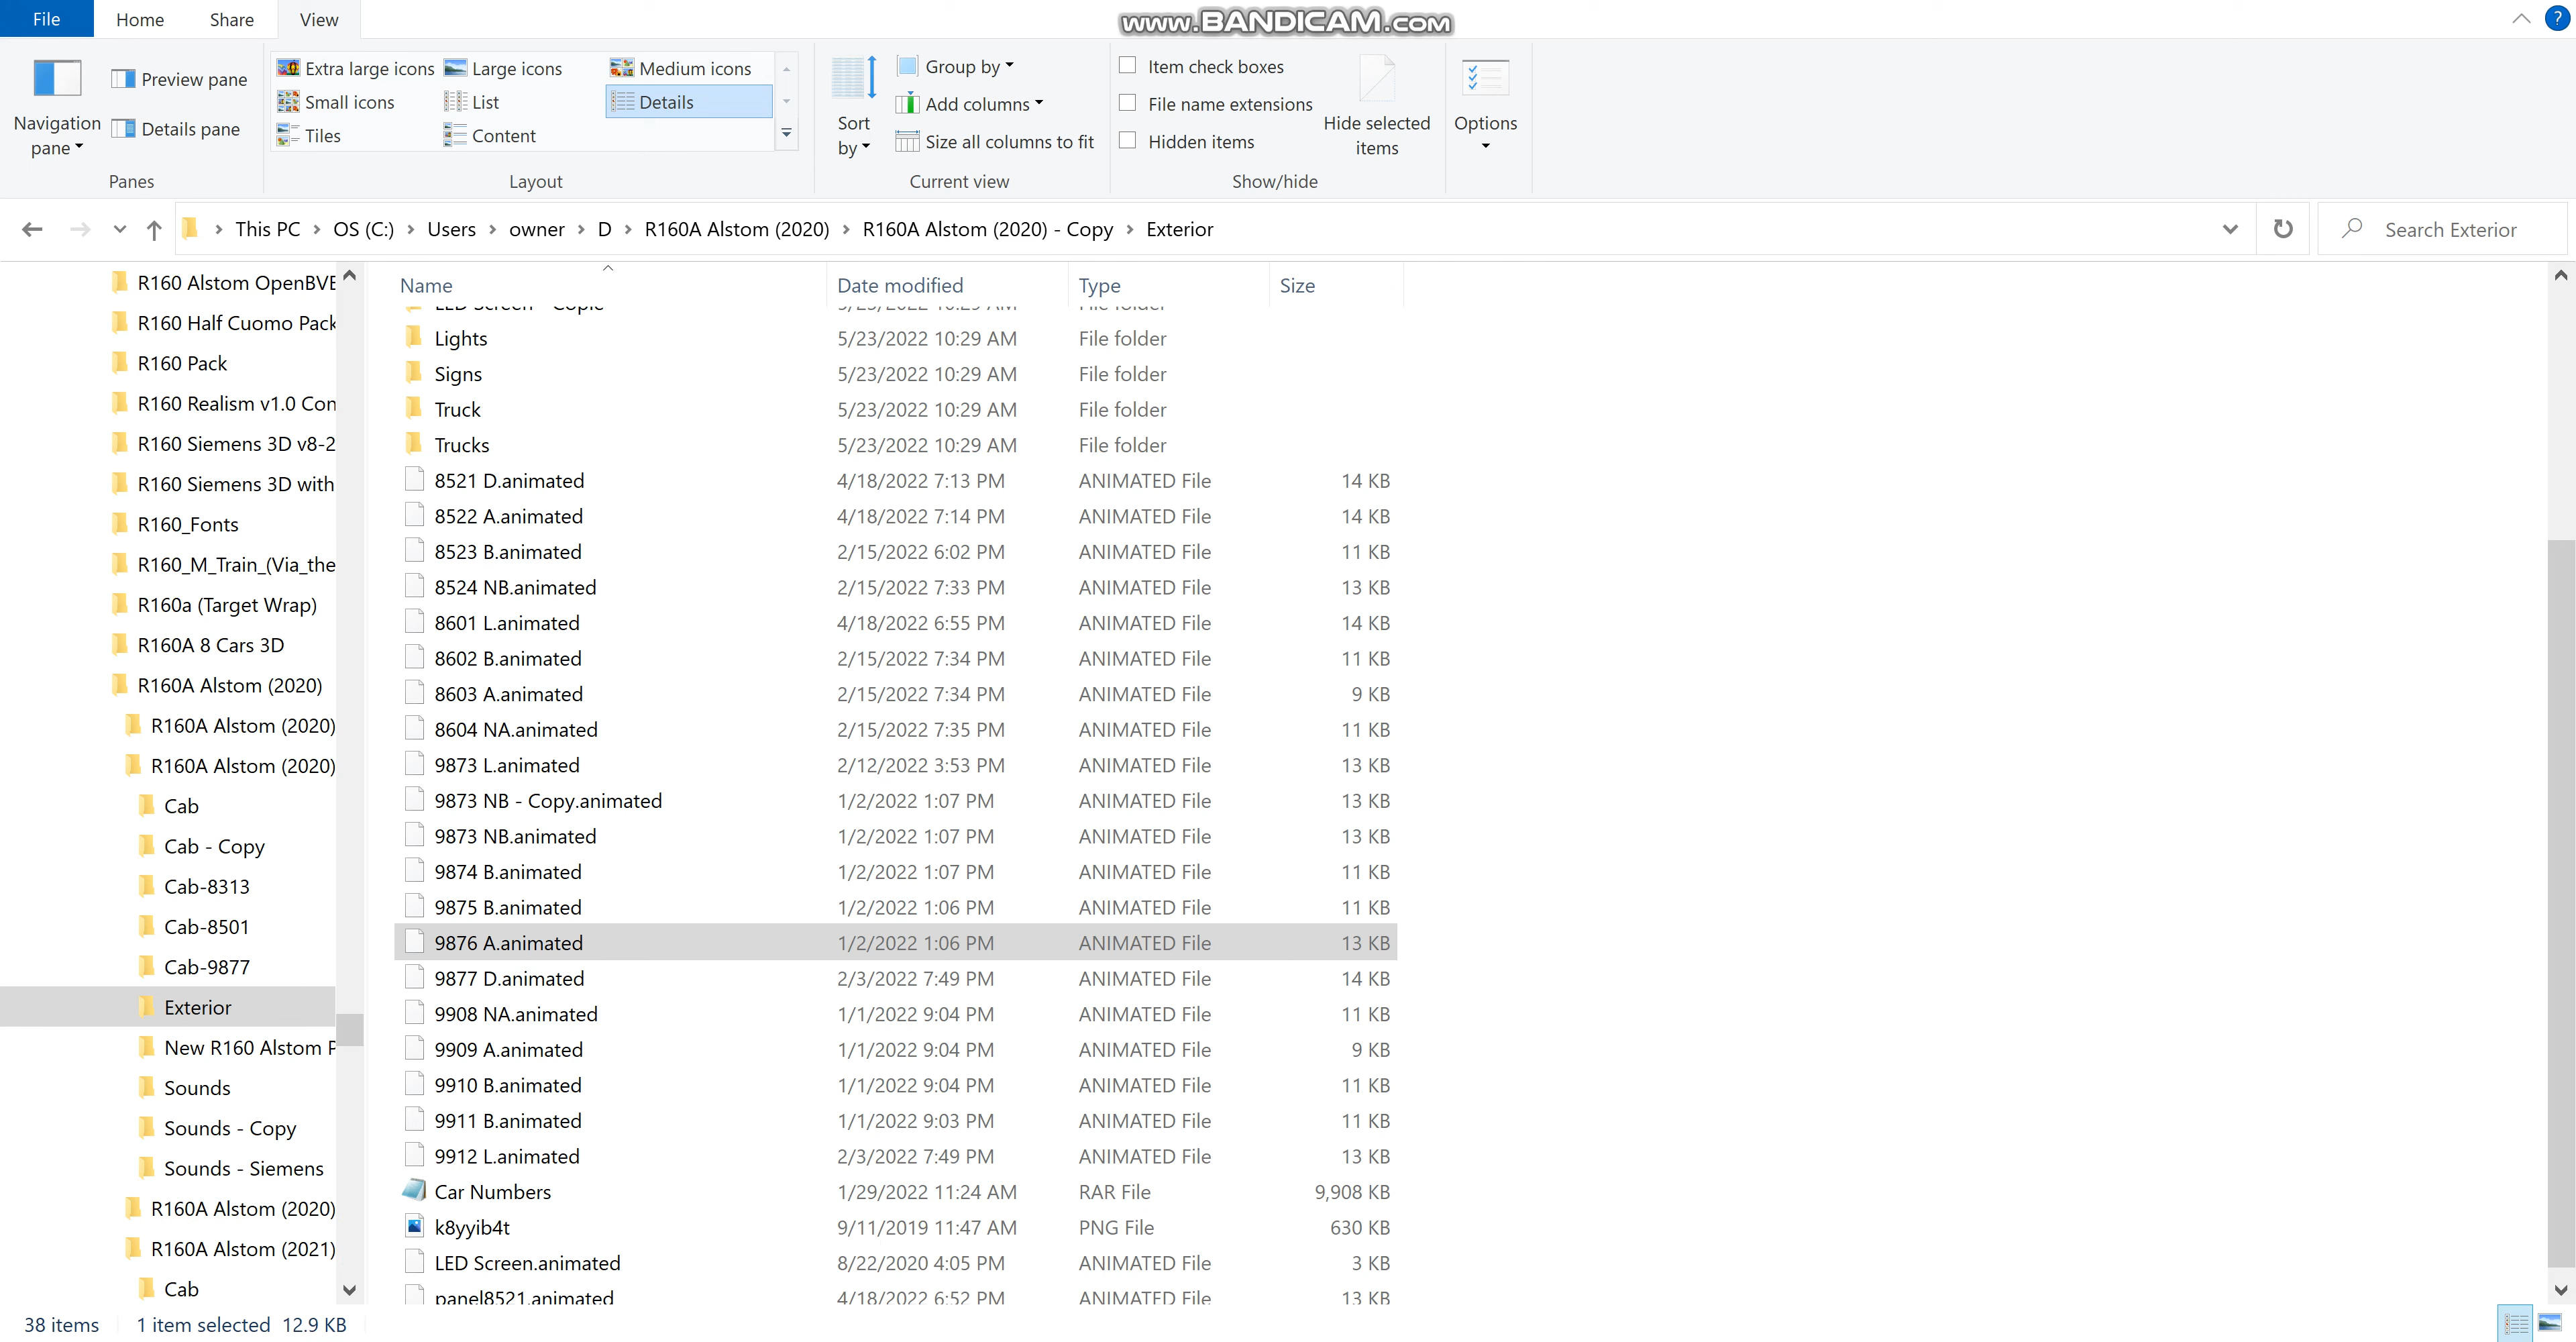 File Home Share View
www.BANDICAM.com
?
Navigation pane
Preview pane
Details pane
Panes
Extra large icons Large icons Medium icons
Small icons List Details
Tiles Content
Layout
Sort by
Group by
Add columns
Size all columns to fit
Current view
Item check boxes
File name extensions
Hidden items
Hide selected items
Show/hide
Options
This PC OS (C:) Users owner D R160A Alstom (2020) R160A Alstom (2020) - Copy Exterior
Search Exterior
R160 Alstom OpenBVE
R160 Half Cuomo Pack
R160 Pack
R160 Realism v1.0 Con
R160 Siemens 3D v8-2
R160 Siemens 3D with
R160_Fonts
R160_M_Train_(Via_the
R160a (Target Wrap)
R160A 8 Cars 3D
R160A Alstom (2020)
R160A Alstom (2020)
R160A Alstom (2020)
Cab
Cab - Copy
Cab-8313
Cab-8501
Cab-9877
Exterior
New R160 Alstom P
Sounds
Sounds - Copy
Sounds - Siemens
R160A Alstom (2020)
R160A Alstom (2021)
Cab
Name Date modified Type Size
LED Screen - Copie 5/23/2022 10:29 AM File folder
Lights 5/23/2022 10:29 AM File folder
Signs 5/23/2022 10:29 AM File folder
Truck 5/23/2022 10:29 AM File folder
Trucks 5/23/2022 10:29 AM File folder
8521 D.animated 4/18/2022 7:13 PM ANIMATED File 14 KB
8522 A.animated 4/18/2022 7:14 PM ANIMATED File 14 KB
8523 B.animated 2/15/2022 6:02 PM ANIMATED File 11 KB
8524 NB.animated 2/15/2022 7:33 PM ANIMATED File 13 KB
8601 L.animated 4/18/2022 6:55 PM ANIMATED File 14 KB
8602 B.animated 2/15/2022 7:34 PM ANIMATED File 11 KB
8603 A.animated 2/15/2022 7:34 PM ANIMATED File 9 KB
8604 NA.animated 2/15/2022 7:35 PM ANIMATED File 11 KB
9873 L.animated 2/12/2022 3:53 PM ANIMATED File 13 KB
9873 NB - Copy.animated 1/2/2022 1:07 PM ANIMATED File 13 KB
9873 NB.animated 1/2/2022 1:07 PM ANIMATED File 13 KB
9874 B.animated 1/2/2022 1:07 PM ANIMATED File 11 KB
9875 B.animated 1/2/2022 1:06 PM ANIMATED File 11 KB
9876 A.animated 1/2/2022 1:06 PM ANIMATED File 13 KB
9877 D.animated 2/3/2022 7:49 PM ANIMATED File 14 KB
9908 NA.animated 1/1/2022 9:04 PM ANIMATED File 11 KB
9909 A.animated 1/1/2022 9:04 PM ANIMATED File 9 KB
9910 B.animated 1/1/2022 9:04 PM ANIMATED File 11 KB
9911 B.animated 1/1/2022 9:03 PM ANIMATED File 11 KB
9912 L.animated 2/3/2022 7:49 PM ANIMATED File 13 KB
Car Numbers 1/29/2022 11:24 AM RAR File 9,908 KB
k8yyib4t 9/11/2019 11:47 AM PNG File 630 KB
LED Screen.animated 8/22/2020 4:05 PM ANIMATED File 3 KB
panel8521.animated 4/18/2022 6:52 PM ANIMATED File 13 KB
38 items 1 item selected 12.9 KB